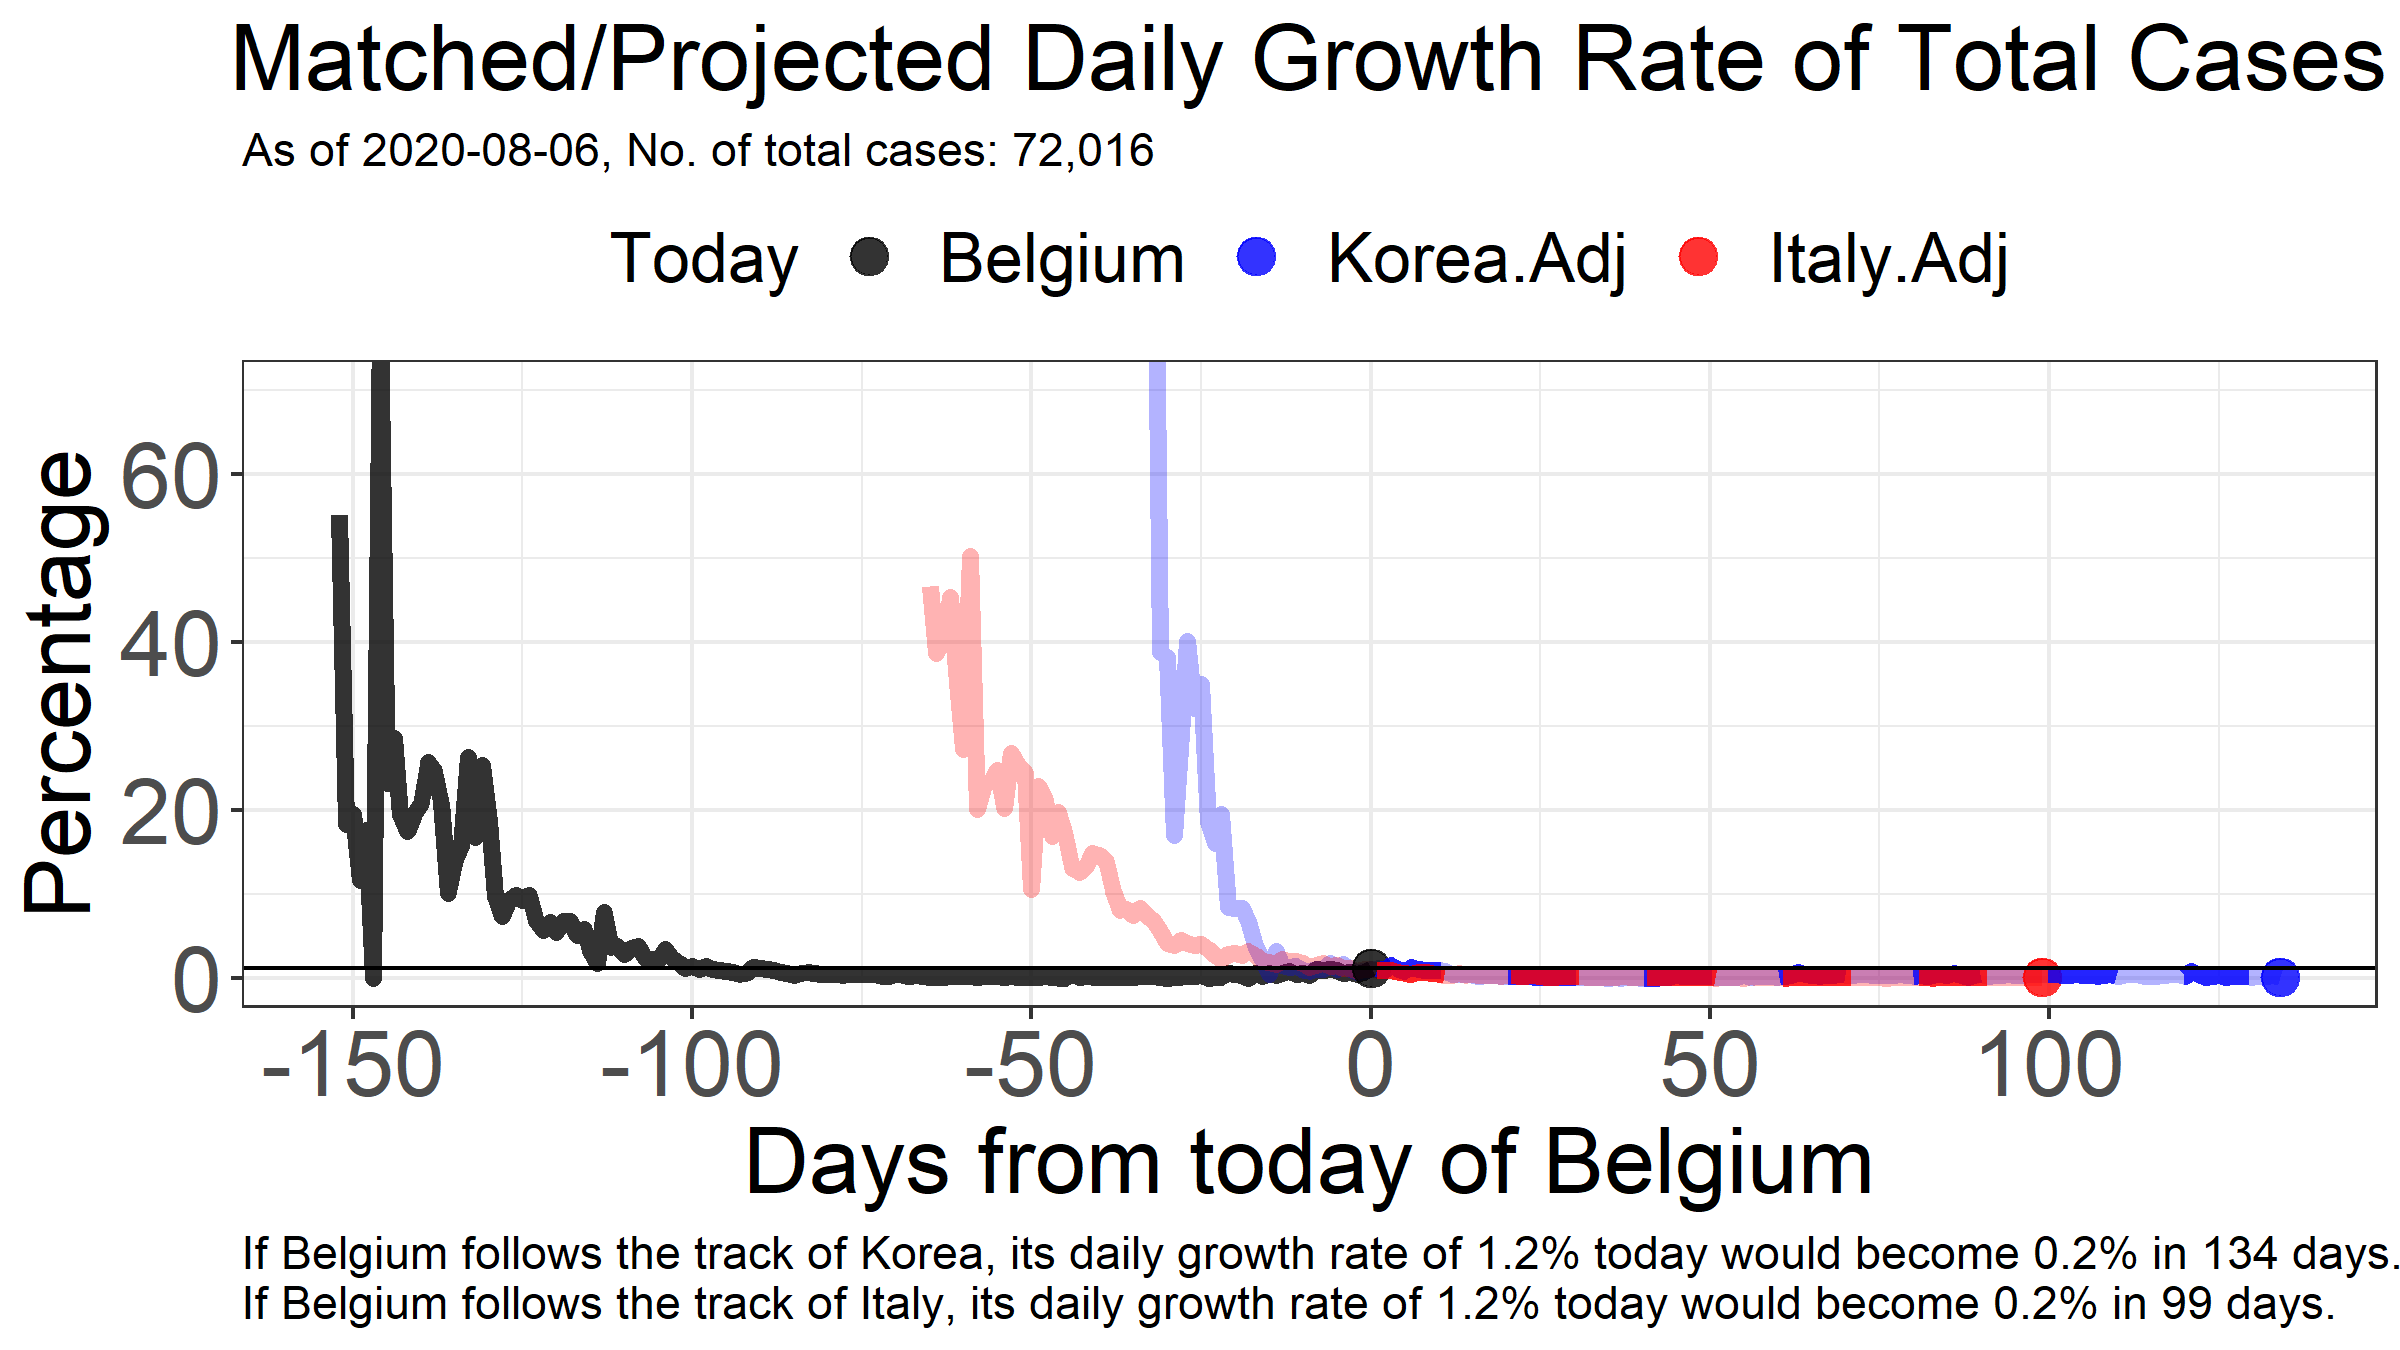 Matched/Projected Daily Growth Rate of Total Cases
As of 2020-08-06, No. of total cases: 72,016
Today Belgium Korea.Adj Italy.Adj
Percentage
60
40
20
0
-150 -100 -50 0 50 100
Days from today of Belgium
If Belgium follows the track of Korea, its daily growth rate of 1.2% today would become 0.2% in 134 days.
If Belgium follows the track of Italy, its daily growth rate of 1.2% today would become 0.2% in 99 days.